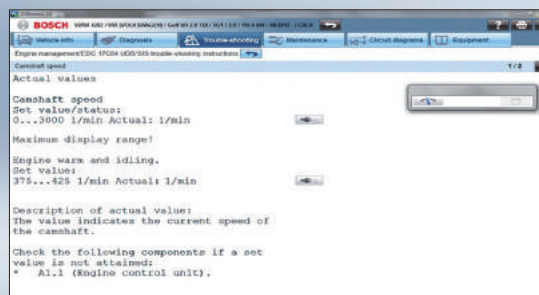 BOSCH
Vehicle info Diagnosis Trouble-shooting Maintenance Circuit diagrams Equipment
Engine management/EDC 17C64 UDS/SIS trouble-shooting instructions
Camshaft speed 1/2
Actual values
Camshaft speed
Set value/status:
0...3000 1/min Actual: 1/min
Maximum display range!
Engine warm and idling.
Set value:
375...425 1/min Actual: 1/min
Description of actual value:
The value indicates the current speed of
the camshaft.
Check the following components if a set
value is not attained:
* A1.1 (Engine control unit).